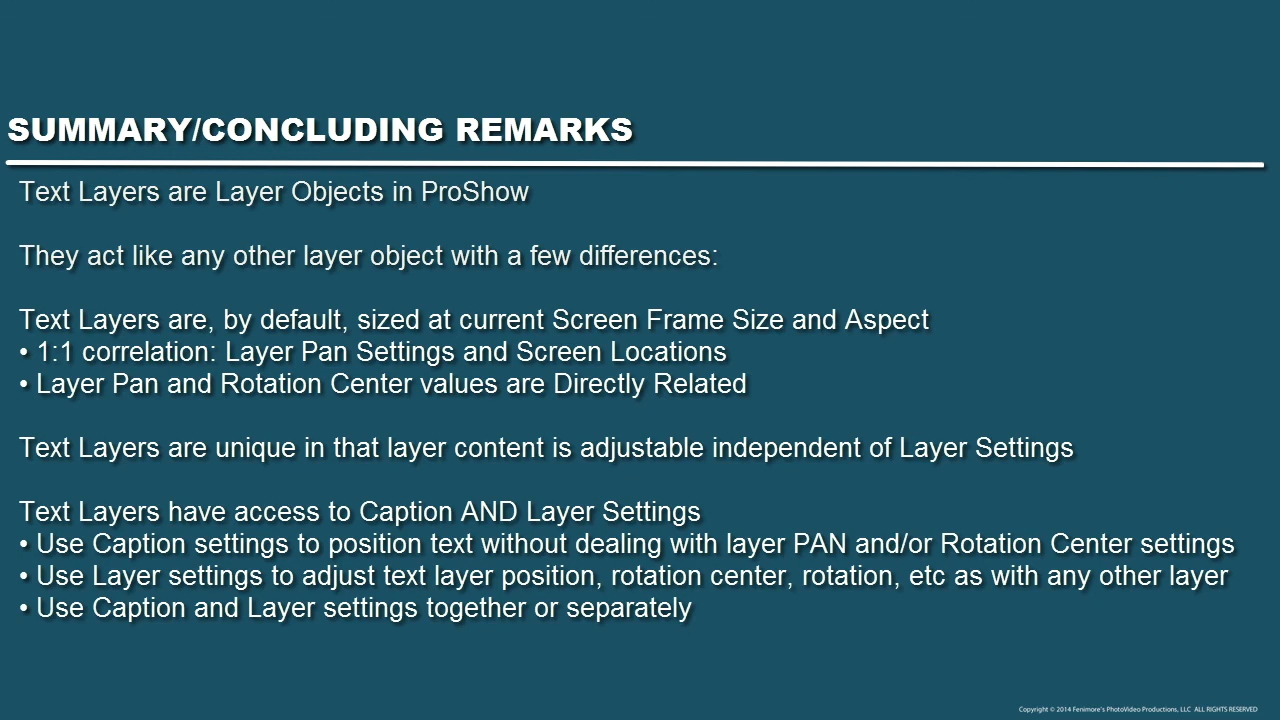 SUMMARY/CONCLUDING REMARKS
Text Layers are Layer Objects in ProShow
They act like any other layer object with a few differences:
Text Layers are, by default, sized at current Screen Frame Size and Aspect
• 1:1 correlation: Layer Pan Settings and Screen Locations
• Layer Pan and Rotation Center values are Directly Related
Text Layers are unique in that layer content is adjustable independent of Layer Settings
Text Layers have access to Caption AND Layer Settings
• Use Caption settings to position text without dealing with layer PAN and/or Rotation Center settings
• Use Layer settings to adjust text layer position, rotation center, rotation, etc as with any other layer
• Use Caption and Layer settings together or separately
Copyright © 2014 Fenimore's PhotoVideo Productions, LLC ALL RIGHTS RESERVED